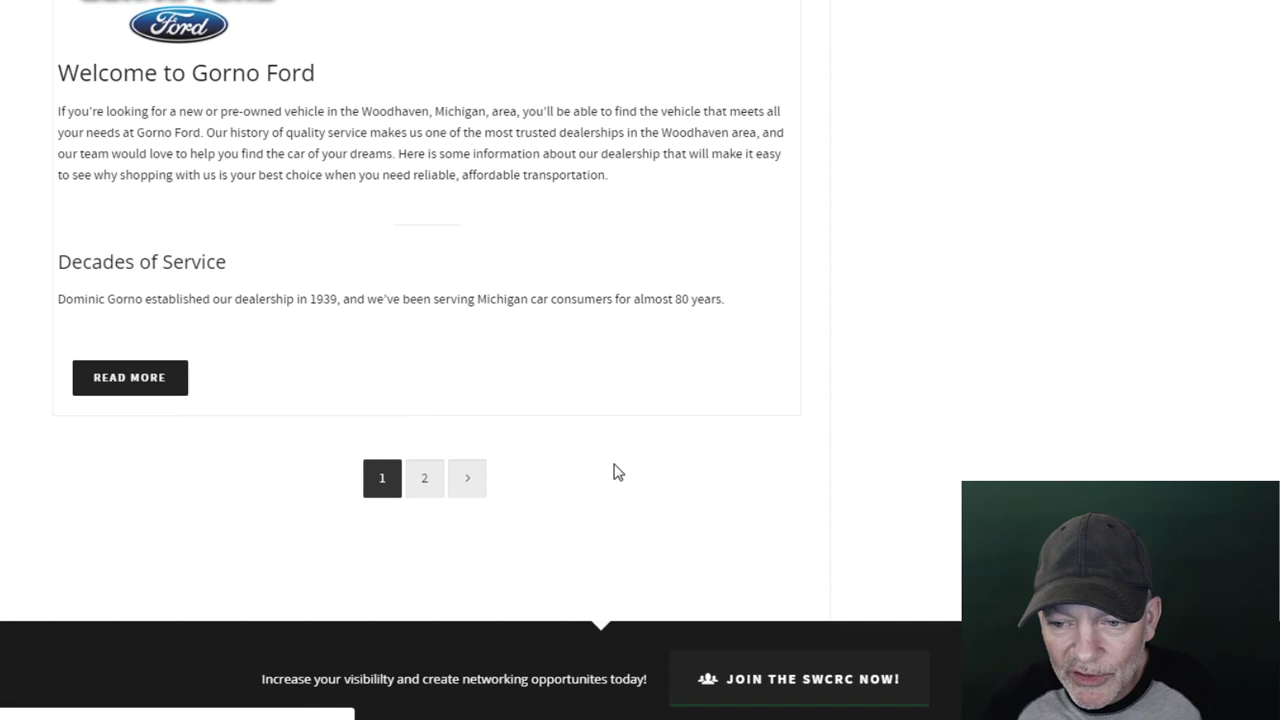 Ford
Welcome to Gorno Ford
If you're looking for a new or pre-owned vehicle in the Woodhaven, Michigan, area, you'll be able to find the vehicle that meets all
your needs at Gorno Ford. Our history of quality service makes us one of the most trusted dealerships in the Woodhaven area, and
our team would love to help you find the car of your dreams. Here is some information about our dealership that will make it easy
to see why shopping with us is your best choice when you need reliable, affordable transportation.
Decades of Service
Dominic Gorno established our dealership in 1939, and we've been serving Michigan car consumers for almost 80 years.
READ MORE
1 2 >
Increase your visibililty and create networking opportunites today! JOIN THE SWCRC NOW!